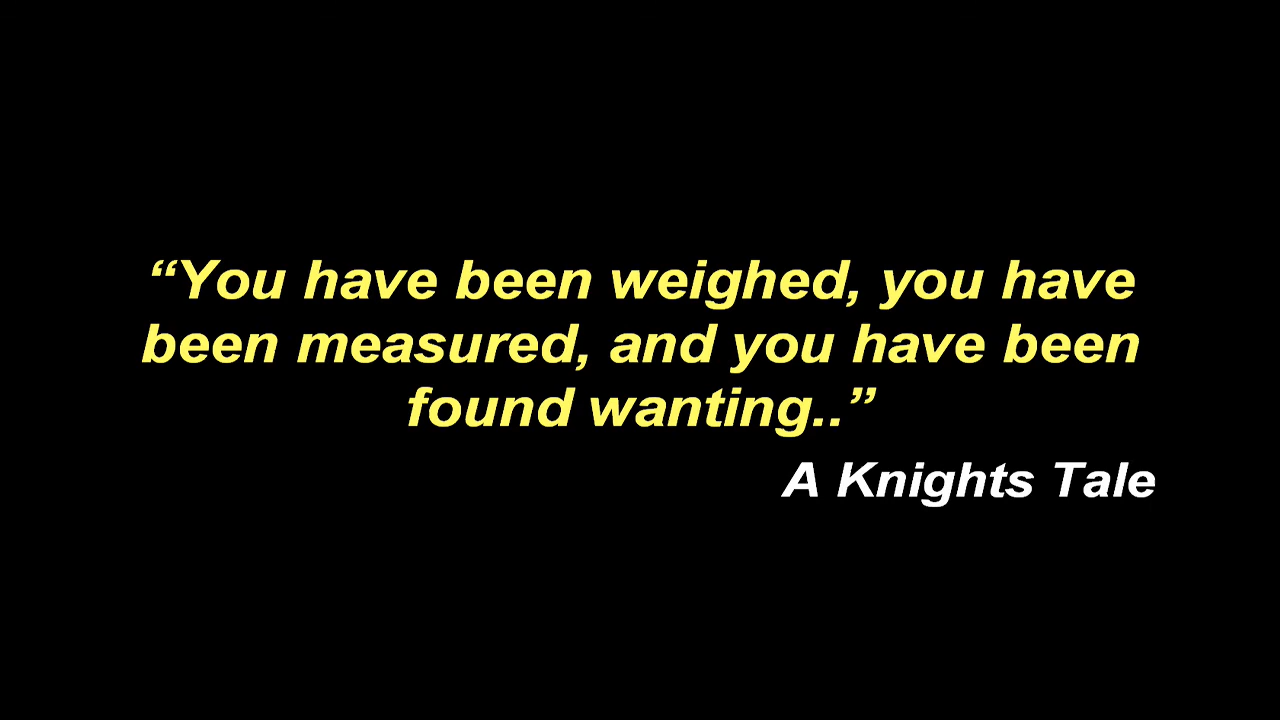 “You have been weighed, you have
been measured, and you have been
found wanting..”
A Knights Tale